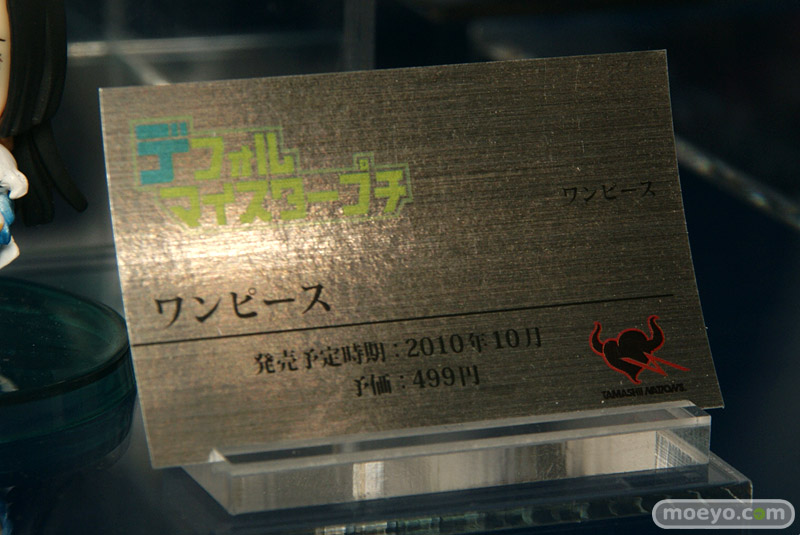 デフォル
マイスタープチ
ワンピース
ワンピース
発売予定時期：2010年10月
予価：499円
TAMASHII NATIONS
moeyo.com